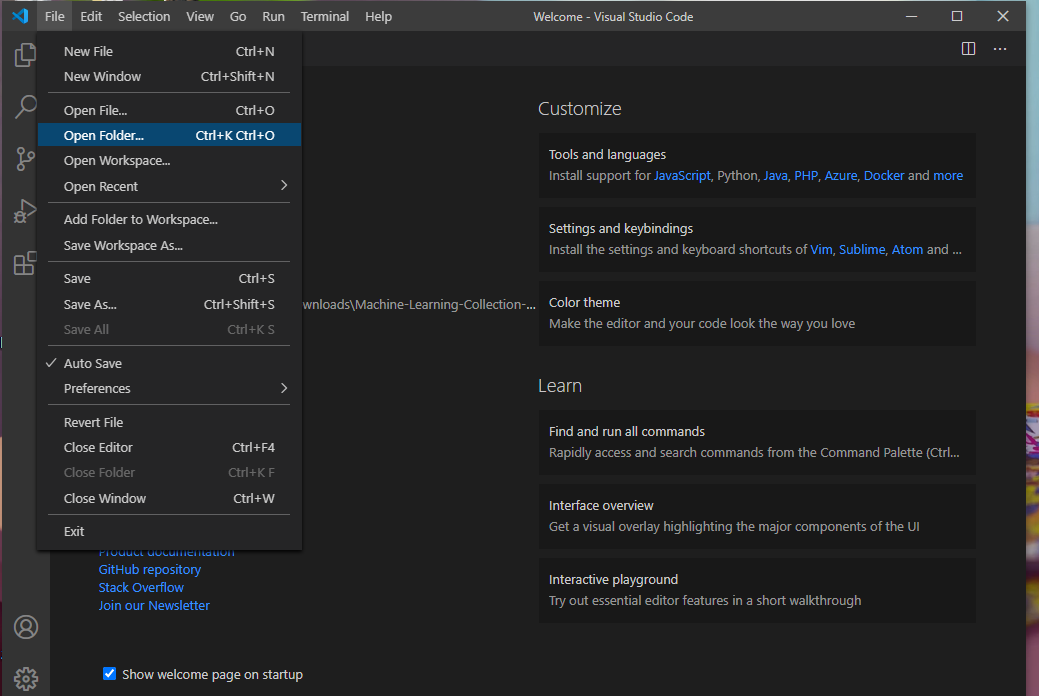 File Edit Selection View Go Run Terminal Help Welcome - Visual Studio Code
New File Ctrl+N
New Window Ctrl+Shift+N
Open File... Ctrl+O
Open Folder... Ctrl+K Ctrl+O
Open Workspace...
Open Recent
Add Folder to Workspace...
Save Workspace As...
Save Ctrl+S
Save As... Ctrl+Shift+S
Save All Ctrl+K S
Auto Save
Preferences
Revert File
Close Editor Ctrl+F4
Close Folder Ctrl+K F
Close Window Ctrl+W
Exit
wnloads\Machine-Learning-Collection-...
Product documentation
GitHub repository
Stack Overflow
Join our Newsletter
Show welcome page on startup
Customize
Tools and languages
Install support for JavaScript, Python, Java, PHP, Azure, Docker and more
Settings and keybindings
Install the settings and keyboard shortcuts of Vim, Sublime, Atom and ...
Color theme
Make the editor and your code look the way you love
Learn
Find and run all commands
Rapidly access and search commands from the Command Palette (Ctrl...
Interface overview
Get a visual overlay highlighting the major components of the UI
Interactive playground
Try out essential editor features in a short walkthrough